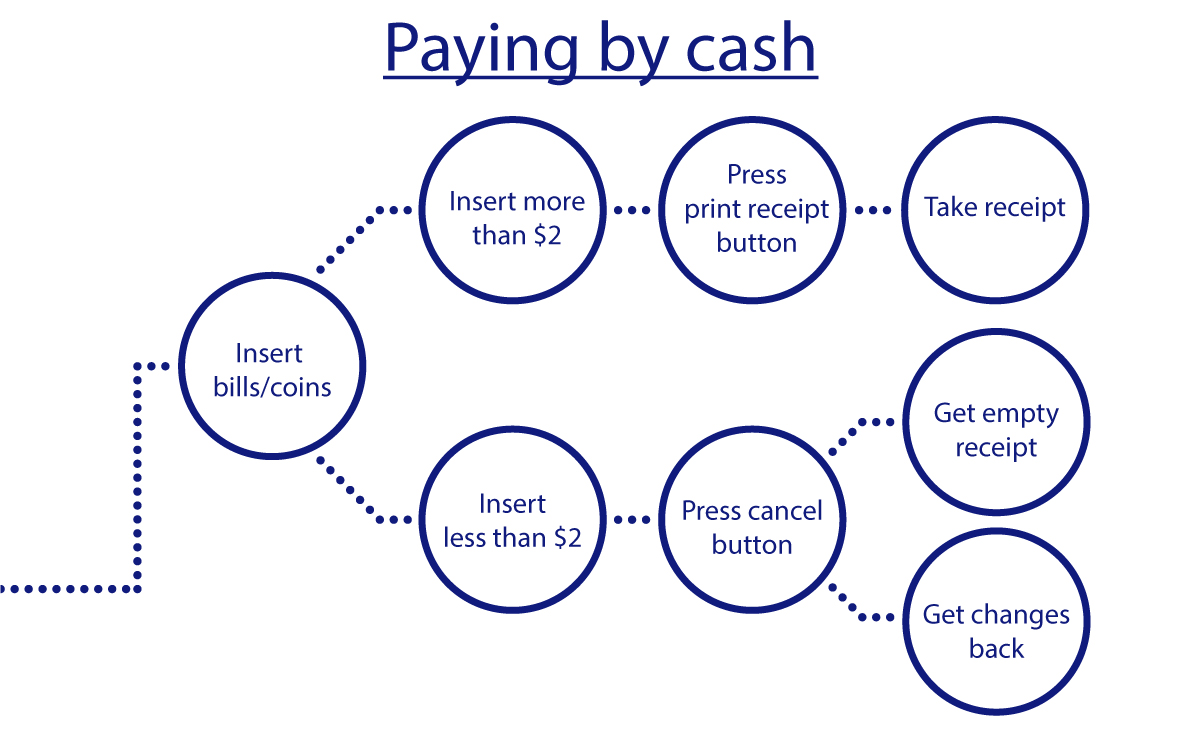 Paying by cash
Insert
bills/coins
Insert more
than $2
Press
print receipt
button
Take receipt
Insert
less than $2
Press cancel
button
Get empty
receipt
Get changes
back